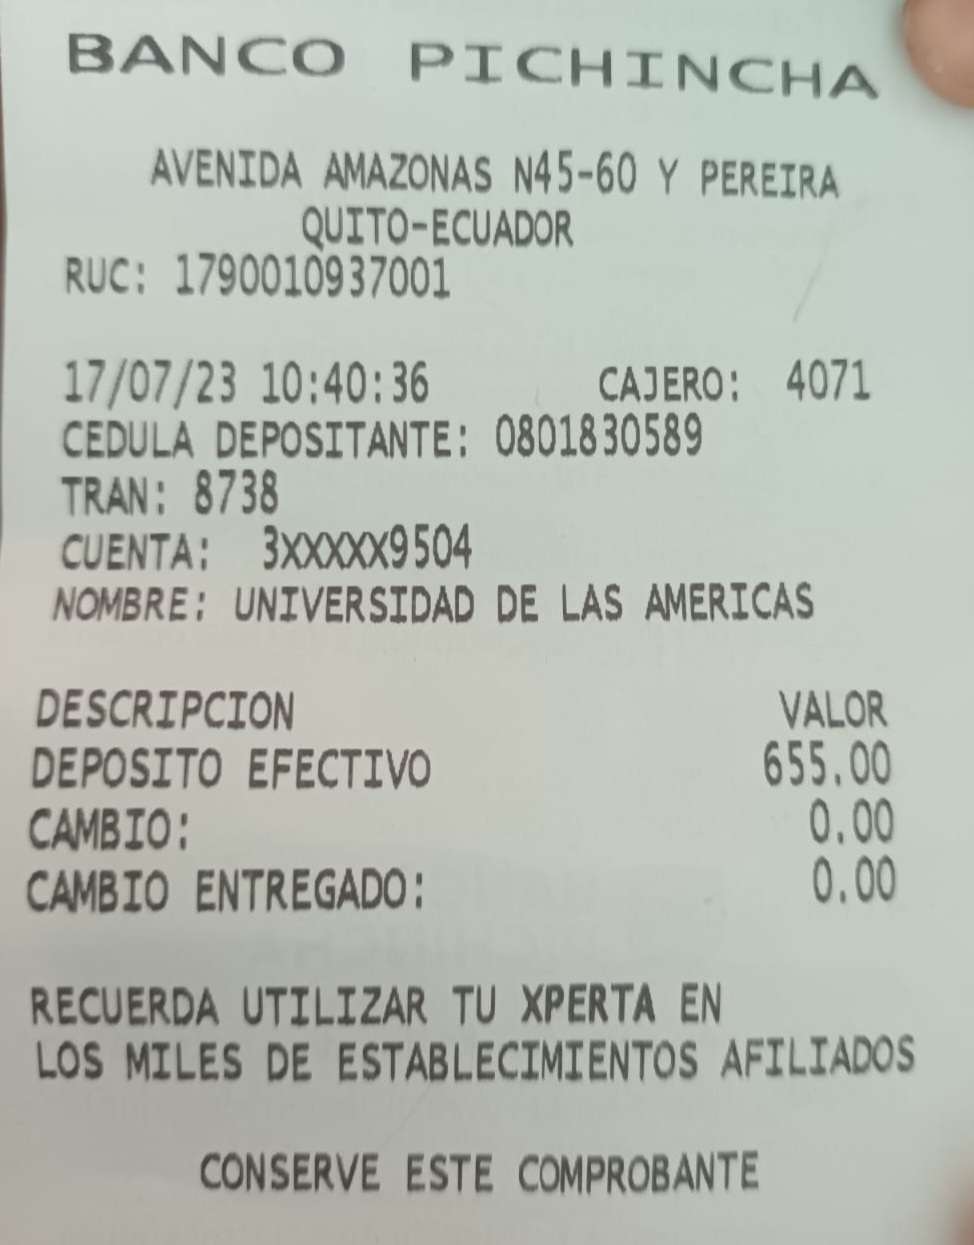 BANCO PICHINCHA
AVENIDA AMAZONAS N45-60 Y PEREIRA
QUITO-ECUADOR
RUC: 1790010937001
17/07/23 10:40:36 CAJERO: 4071
CEDULA DEPOSITANTE: 0801830589
TRAN: 8738
CUENTA: 3XXXXX9504
NOMBRE: UNIVERSIDAD DE LAS AMERICAS
DESCRIPCION VALOR
DEPOSITO EFECTIVO 655.00
CAMBIO: 0.00
CAMBIO ENTREGADO: 0.00
RECUERDA UTILIZAR TU XPERTA EN
LOS MILES DE ESTABLECIMIENTOS AFILIADOS
CONSERVE ESTE COMPROBANTE